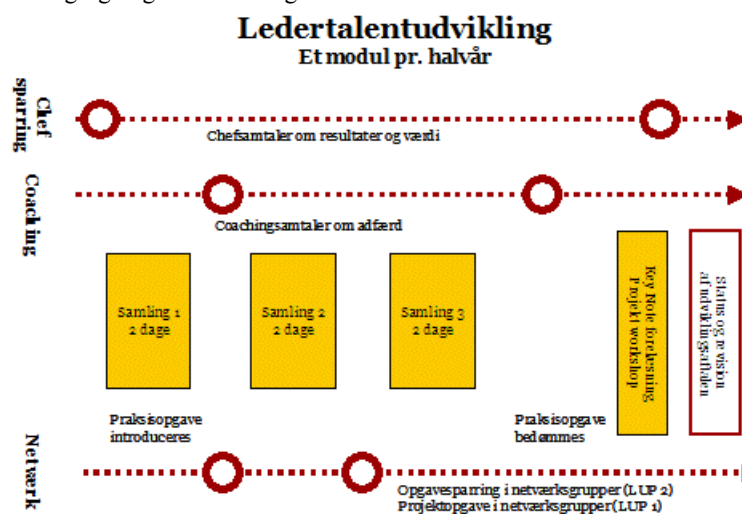 Ledertalentudvikling
Et modul pr. halvår
Chef
sparring
Chefsamtaler om resultater og værdi
Coaching
Coachingsamtaler om adfærd
Samling 1
2 dage
Samling 2
2 dage
Samling 3
2 dage
Key Note forelæsning
Projekt workshop
Status og revision
af udviklingsaftalen
Praksisopgave
introduceres
Praksisopgave
bedømmes
Netværk
Opgavesparring i netværksgrupper (LUP 2)
Projektopgave i netværksgrupper (LUP 1)